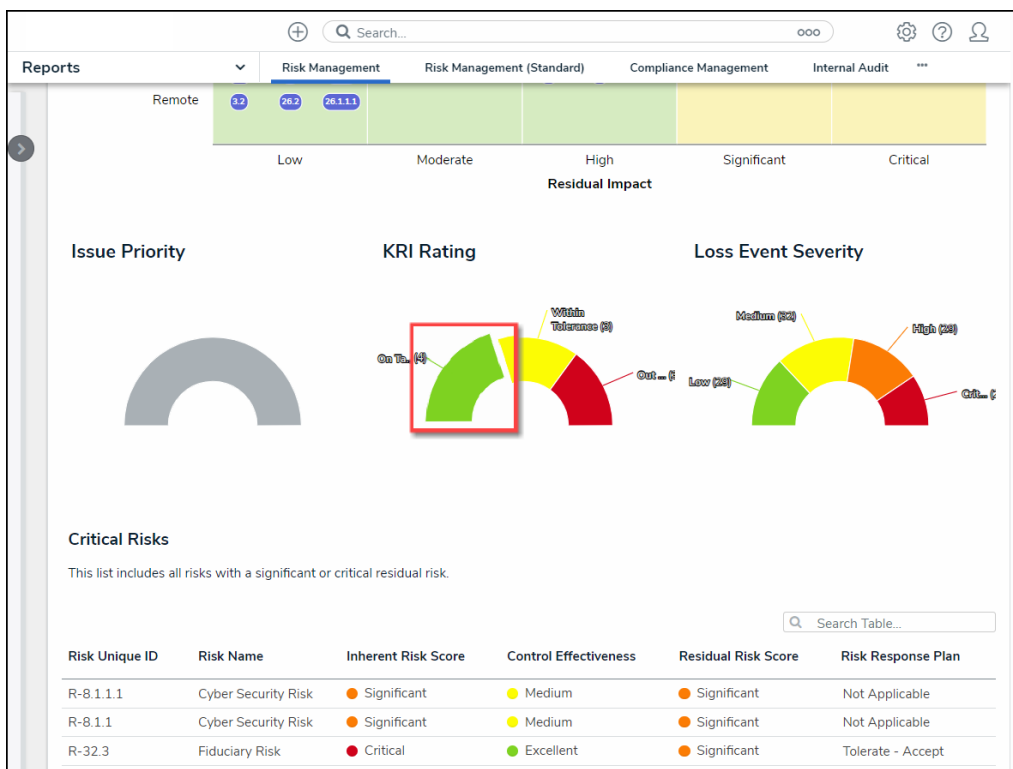 Search...
Reports
Risk Management
Risk Management (Standard)
Compliance Management
Internal Audit
Remote
3.2
26.2
26.1.1.1
Low
Moderate
High
Significant
Critical
Residual Impact
Issue Priority
KRI Rating
Loss Event Severity
Within
Tolerance (3)
On Ta.. (4)
Out ...
Medium (32)
High (29)
Low (29)
Crit...
Critical Risks
This list includes all risks with a significant or critical residual risk.
Search Table...
Risk Unique ID Risk Name Inherent Risk Score Control Effectiveness Residual Risk Score Risk Response Plan
R-8.1.1.1 Cyber Security Risk Significant Medium Significant Not Applicable
R-8.1.1 Cyber Security Risk Significant Medium Significant Not Applicable
R-32.3 Fiduciary Risk Critical Excellent Significant Tolerate - Accept